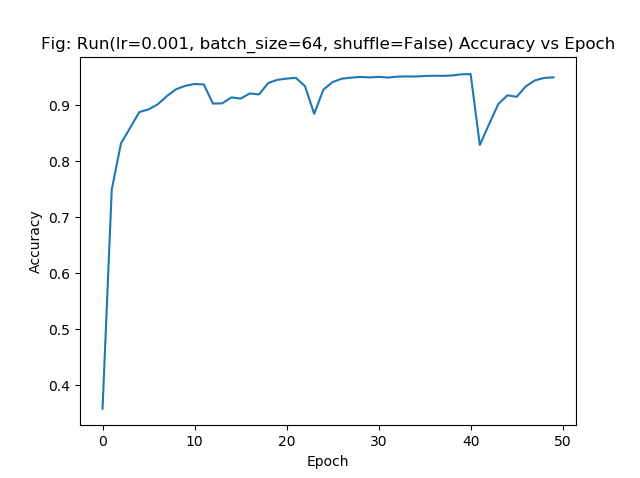 Fig: Run(lr=0.001, batch_size=64, shuffle=False) Accuracy vs Epoch
0.9
0.8
0.7
0.6
0.5
0.4
Accuracy
0 10 20 30 40 50
Epoch